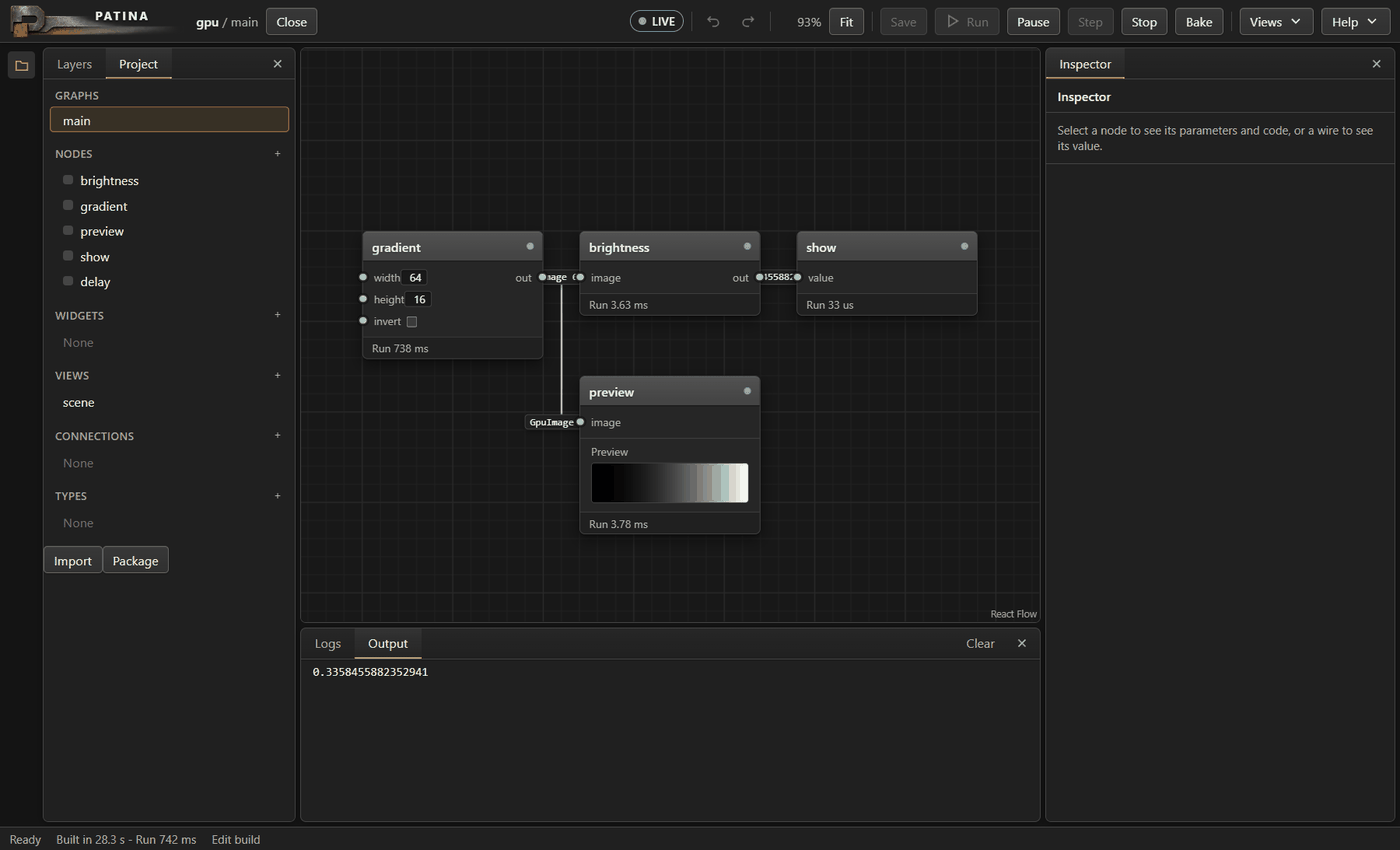 PATINA
gpu / main
Close
LIVE
93%
Fit
Save
Run
Pause
Step
Stop
Bake
Views
Help
Layers
Project
GRAPHS
main
NODES
brightness
gradient
preview
show
delay
WIDGETS
None
VIEWS
scene
CONNECTIONS
None
TYPES
None
Import
Package
gradient
width 64
out
height 16
invert
Run 738 ms
brightness
image
out
Run 3.63 ms
show
value
Run 33 us
GpuImage
preview
image
Preview
Run 3.78 ms
React Flow
Logs
Output
Clear
0.3358455882352941
Inspector
Inspector
Select a node to see its parameters and code, or a wire to see
its value.
Ready
Built in 28.3 s - Run 742 ms
Edit build